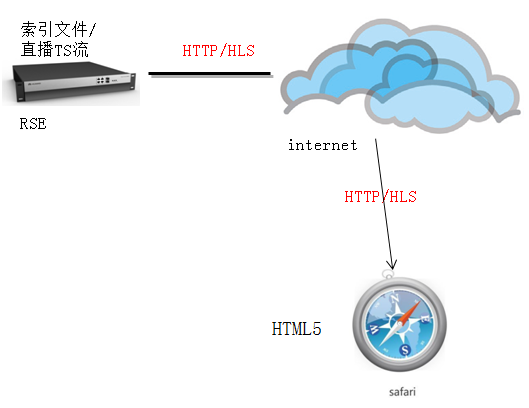 索引文件/
直播TS流
HTTP/HLS
RSE
internet
HTTP/HLS
N
W
E
S
HTML5
safari